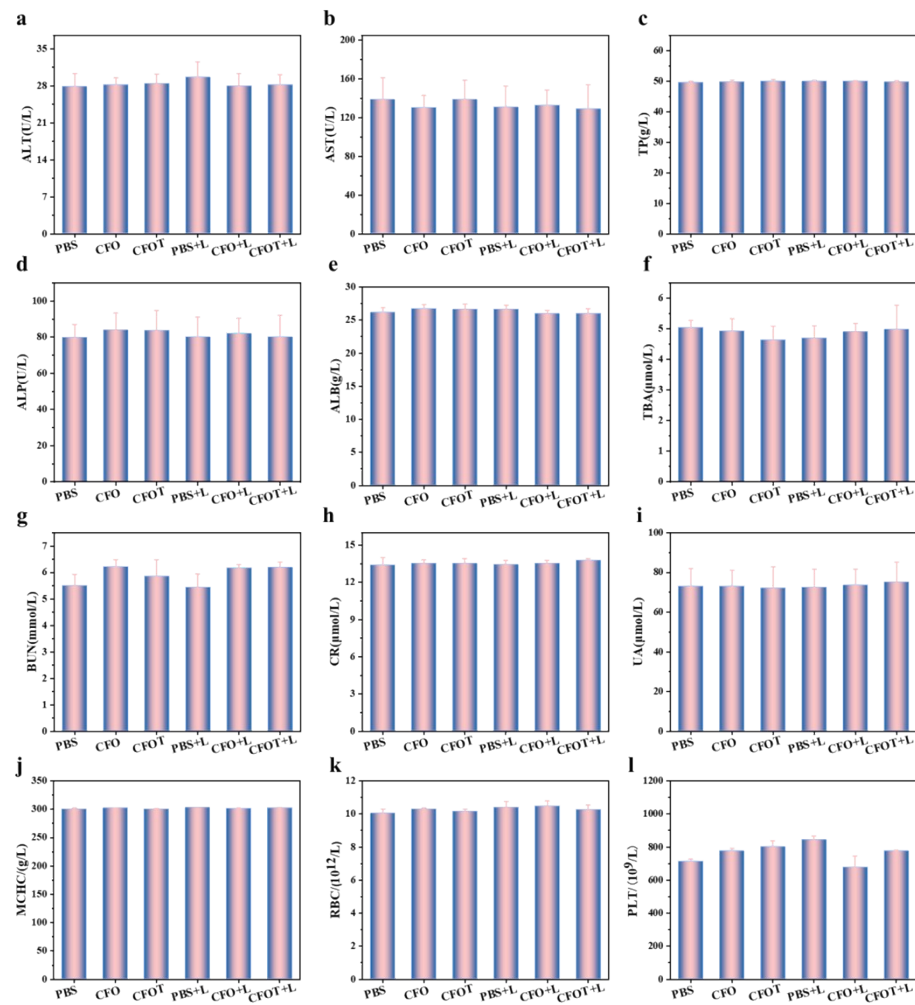 a
ALT(U/L)
35
28
21
14
7
0
PBS CFO CFOT PBS+L CFO+L CFOT+L
b
AST(U/L)
200
160
120
80
40
0
PBS CFO CFOT PBS+L CFO+L CFOT+L
c
TP(g/L)
60
50
40
30
20
10
0
PBS CFO CFOT PBS+L CFO+L CFOT+L
d
ALP(U/L)
100
80
60
40
20
0
PBS CFO CFOT PBS+L CFO+L CFOT+L
e
ALB(g/L)
30
25
20
15
10
5
0
PBS CFO CFOT PBS+L CFO+L CFOT+L
f
TBA(μmol/L)
6
5
4
3
2
1
0
PBS CFO CFOT PBS+L CFO+L CFOT+L
g
BUN(mmol/L)
7
6
5
4
3
2
1
0
PBS CFO CFOT PBS+L CFO+L CFOT+L
h
CR(μmol/L)
15
12
9
6
3
0
PBS CFO CFOT PBS+L CFO+L CFOT+L
i
UA(μmol/L)
100
80
60
40
20
0
PBS CFO CFOT PBS+L CFO+L CFOT+L
j
MCHC/(g/L)
350
300
250
200
150
100
50
0
PBS CFO CFOT PBS+L CFO+L CFOT+L
k
RBC/(10¹²/L)
12
10
8
6
4
2
0
PBS CFO CFOT PBS+L CFO+L CFOT+L
l
PLT/(10⁹/L)
1200
1000
800
600
400
200
0
PBS CFO CFOT PBS+L CFO+L CFOT+L